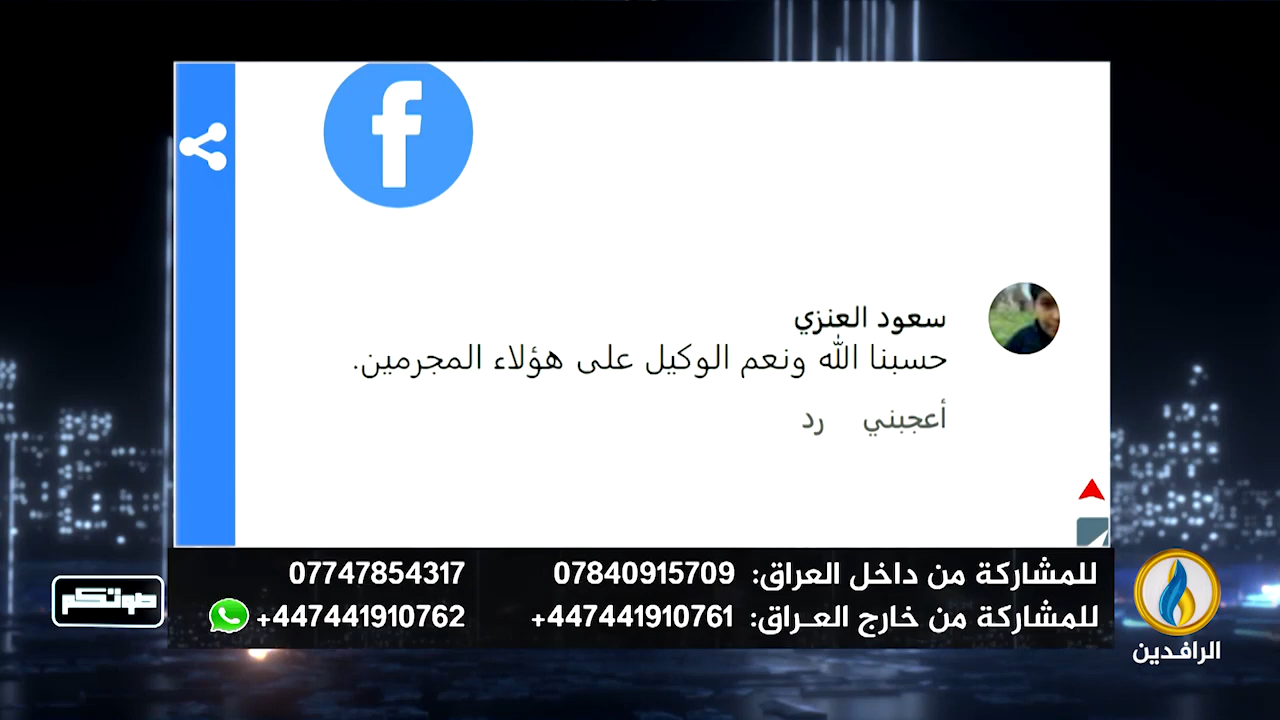 f
سعود العنزي
حسبنا الله ونعم الوكيل على هؤلاء المجرمين.
أعجبني رد
للمشاركة من داخل العراق: 07840915709 07747854317
للمشاركة من خارج العـراق: 447441910761+ 447441910762+
صوتكم
الرافدين